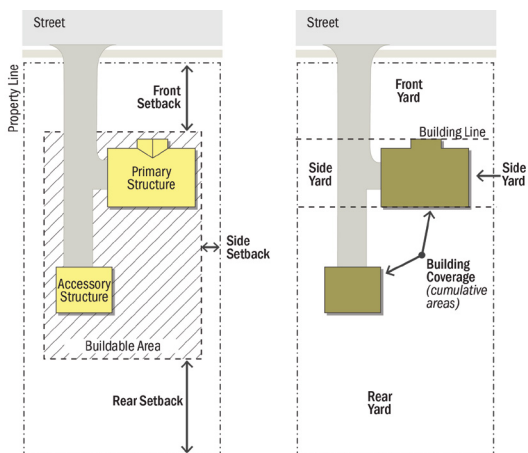 Street
Property Line
Front
Setback
Primary
Structure
Side
Setback
Accessory
Structure
Buildable Area
Rear Setback
Street
Front
Yard
Building Line
Side
Yard
Side
Yard
Building
Coverage
(cumulative
areas)
Rear
Yard